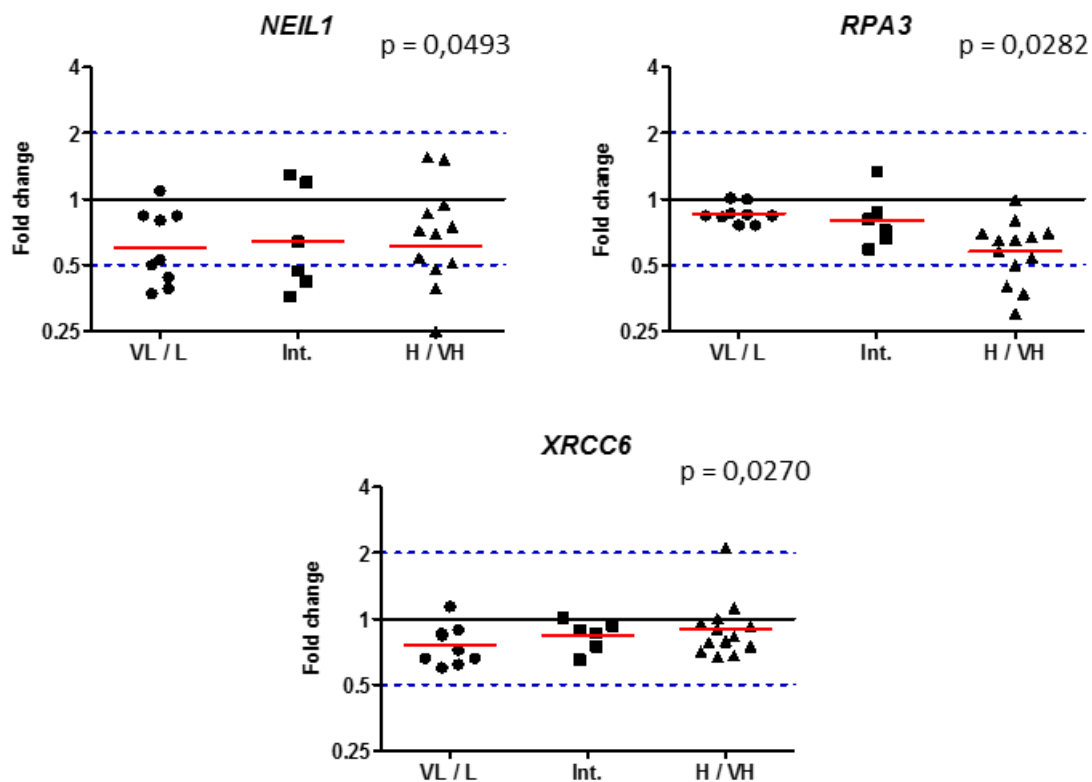 NEIL1
p = 0,0493
4
2
1
0.5
0.25
Fold change
VL / L
Int.
H / VH
RPA3
p = 0,0282
4
2
1
0.5
0.25
Fold change
VL / L
Int.
H / VH
XRCC6
p = 0,0270
4
2
1
0.5
0.25
Fold change
VL / L
Int.
H / VH